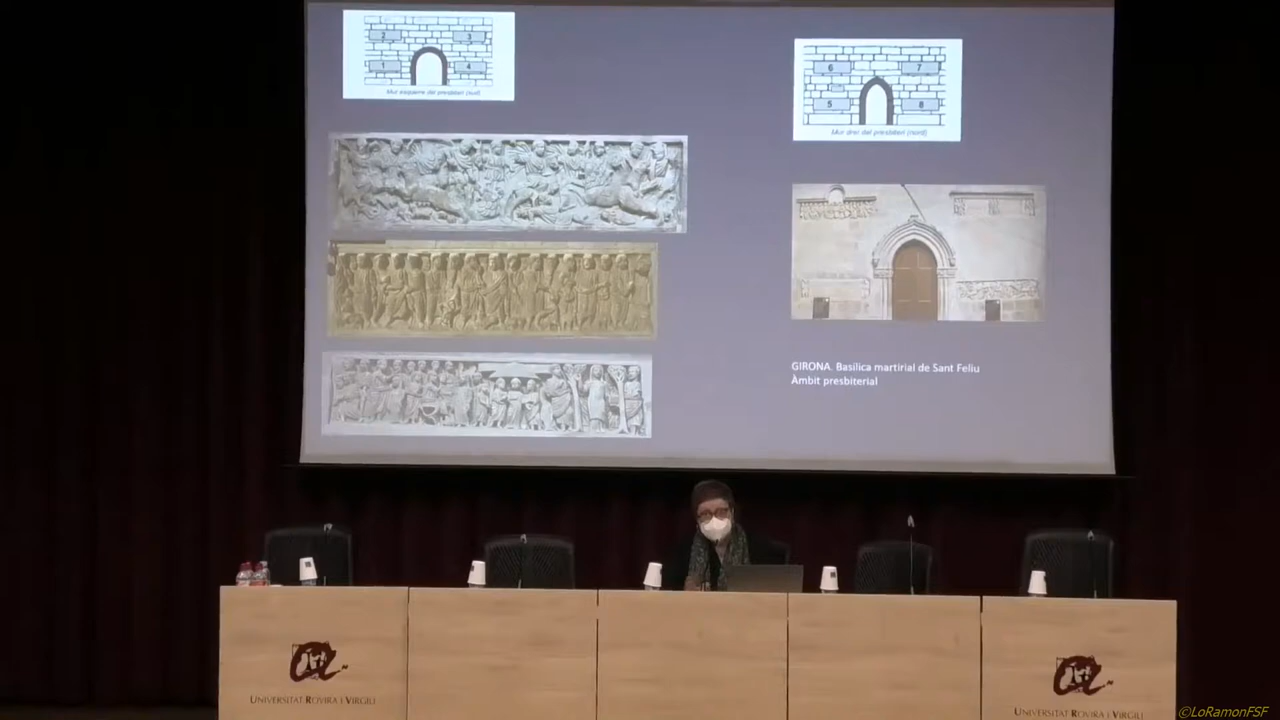 2 3
1 4
Mur esquerre del presbiteri (sud)
6 7
5 8
Mur dret del presbiteri (nord)
GIRONA. Basílica martirial de Sant Feliu
Àmbit presbiterial
UNIVERSITAT ROVIRA I VIRGILI
UNIVERSITAT ROVIRA I VIRGILI
©LoRamonFSF